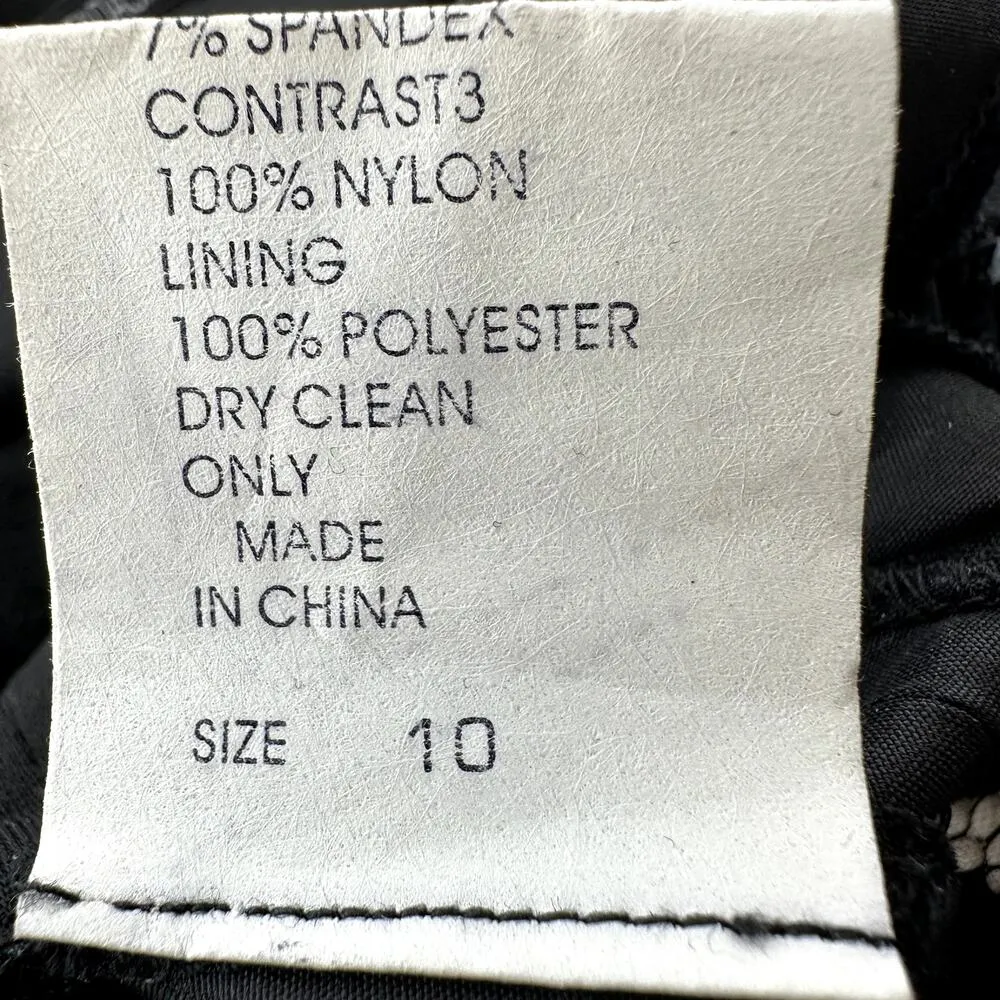 7% SPANDEX
CONTRAST3
100% NYLON
LINING
100% POLYESTER
DRY CLEAN
ONLY
MADE
IN CHINA
SIZE 10